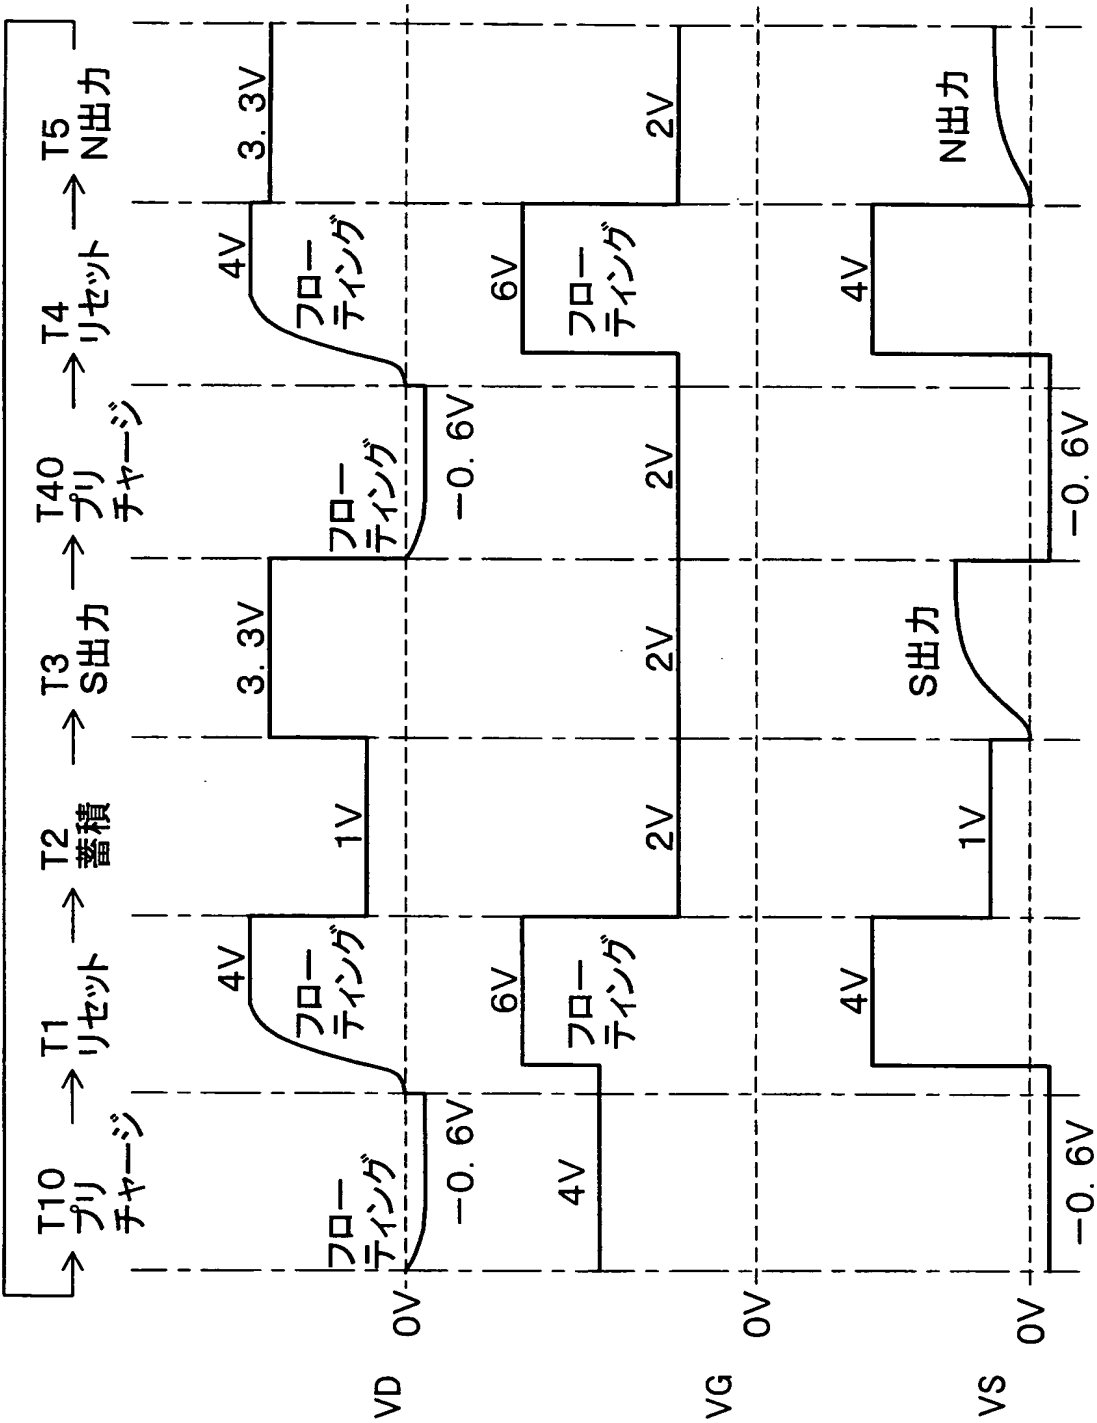 T10
プリ
チャージ
T1
リセット
T2
蓄積
T3
S出力
T40
プリ
チャージ
T4
リセット
T5
N出力
VD
0V
フロー
ティング
−0. 6V
4V
フロー
ティング
1V
3. 3V
フロー
ティング
−0. 6V
4V
フロー
ティング
3. 3V
VG
0V
4V
6V
フロー
ティング
2V
2V
2V
6V
フロー
ティング
2V
VS
0V
−0. 6V
4V
1V
S出力
−0. 6V
4V
N出力